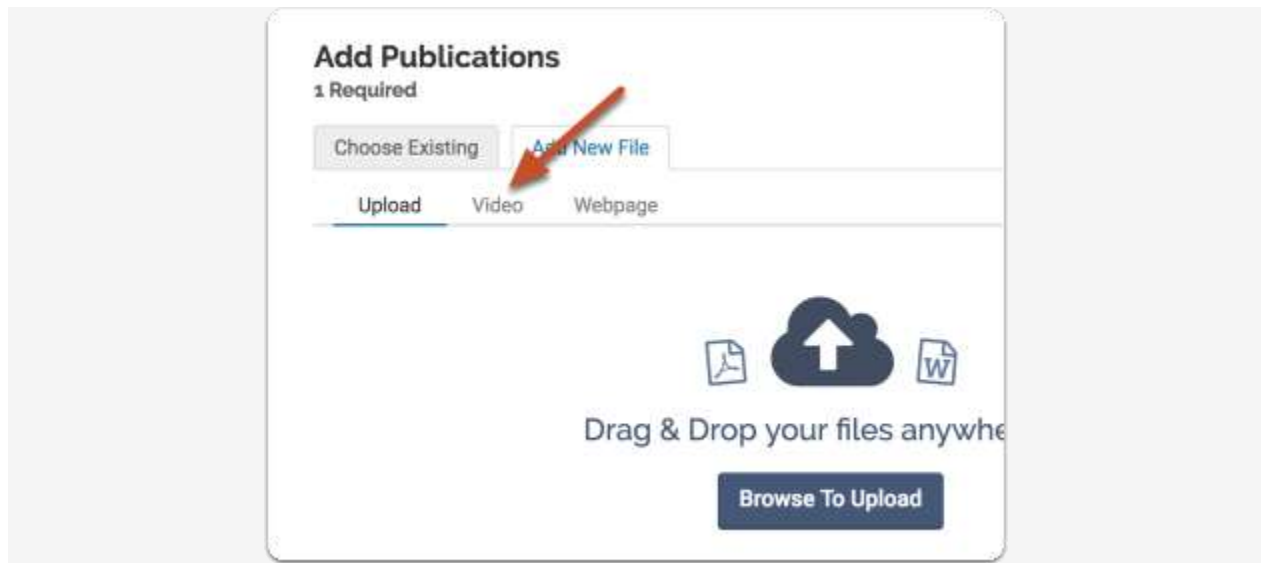 Add Publications
1 Required
Choose Existing Add New File
Upload Video Webpage
Drag & Drop your files anywhe
Browse To Upload